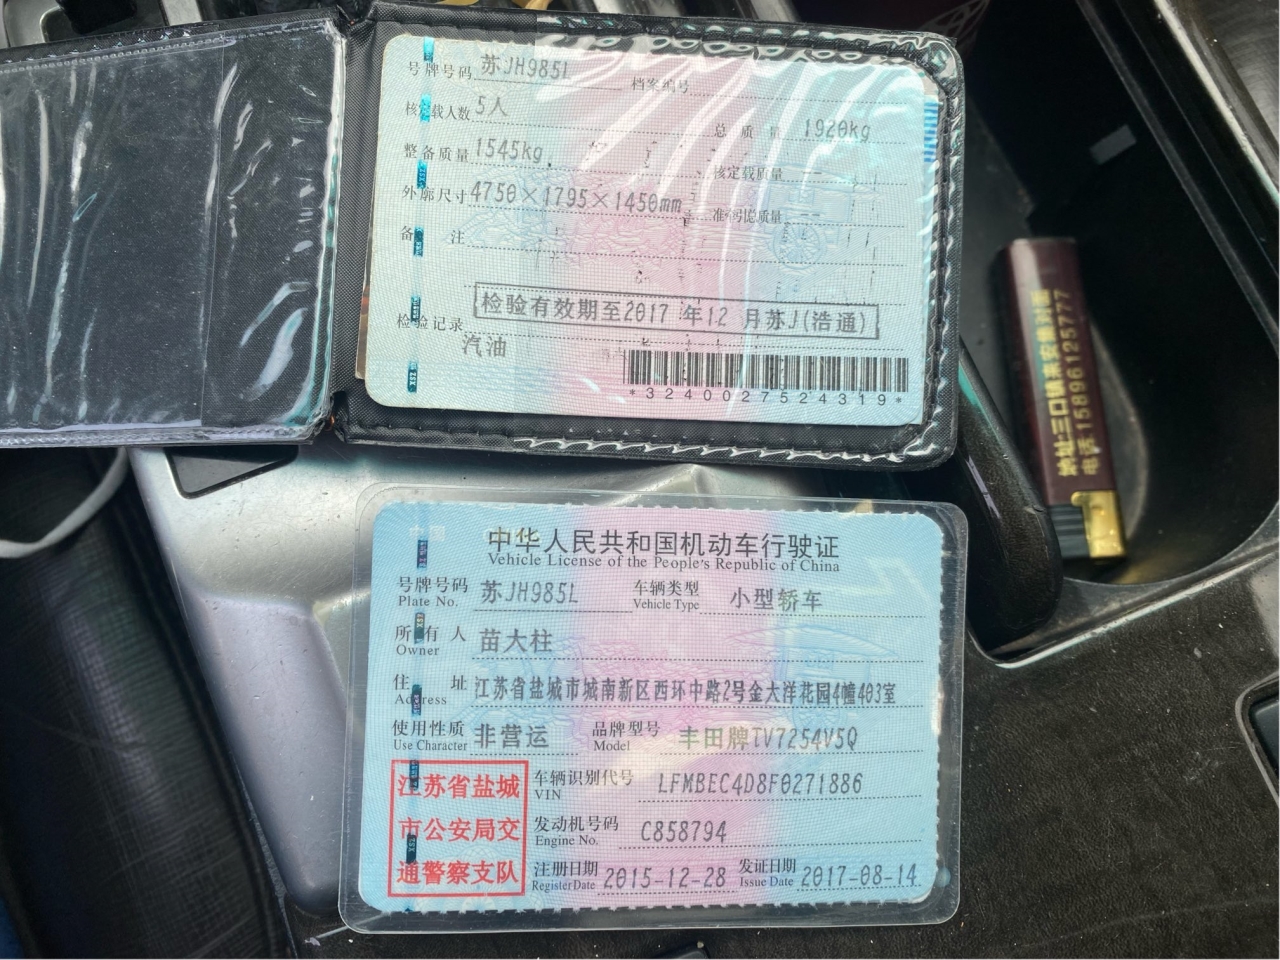 号牌号码 苏JH985L 档案编号
核定载人数 5人 总质量 1920kg
整备质量 1545kg 核定载质量 --
外廓尺寸 4750×1795×1450mm 准牵引总质量 --
备注
检验有效期至2017 年12 月苏J(浩通)
检验记录
汽油
*3240027524319*
中华人民共和国机动车行驶证
Vehicle License of the People's Republic of China
号牌号码 苏JH985L 车辆类型 小型轿车
Plate No. Vehicle Type
所有人 苗大柱
Owner
住址 江苏省盐城市城南新区西环中路2号金大洋花园4幢403室
Address
使用性质 非营运 品牌型号 丰田牌TV7254V5Q
Use Character Model
江苏省盐城
市公安局交
通警察支队
车辆识别代号 LFMBEC4D8F0271886
VIN
发动机号码 C858794
Engine No.
注册日期 2015-12-28 发证日期 2017-08-14
Register Date Issue Date
电话 15896125777